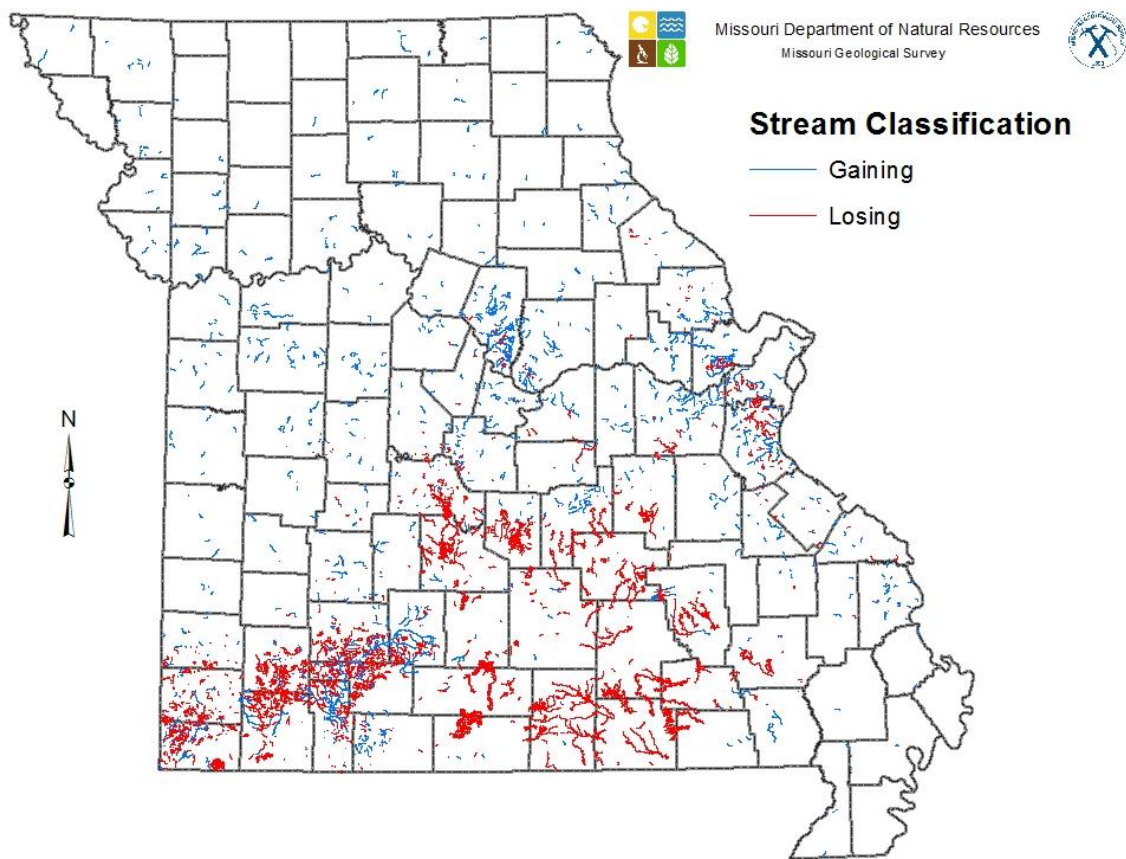 Missouri Department of Natural Resources
Missouri Geological Survey
Stream Classification
Gaining
Losing
N